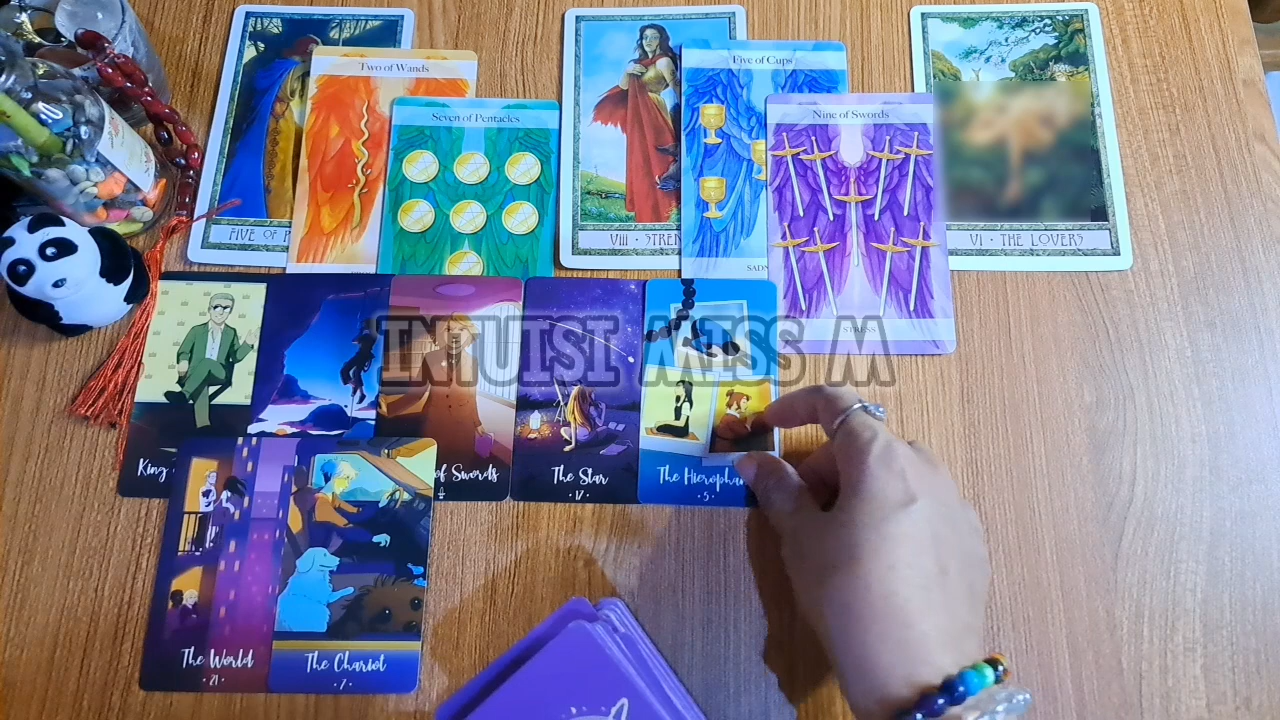 Two of Wands
Five of Cups
Seven of Pentacles
Nine of Swords
FIVE OF
VIII • STREN
VI • THE LOVERS
SADN
STRESS
INTUISI MISS M
King
of Swords
The Star
• 17 •
The Hierophan
• 5 •
The World
• 21 •
The Chariot
• 7 •